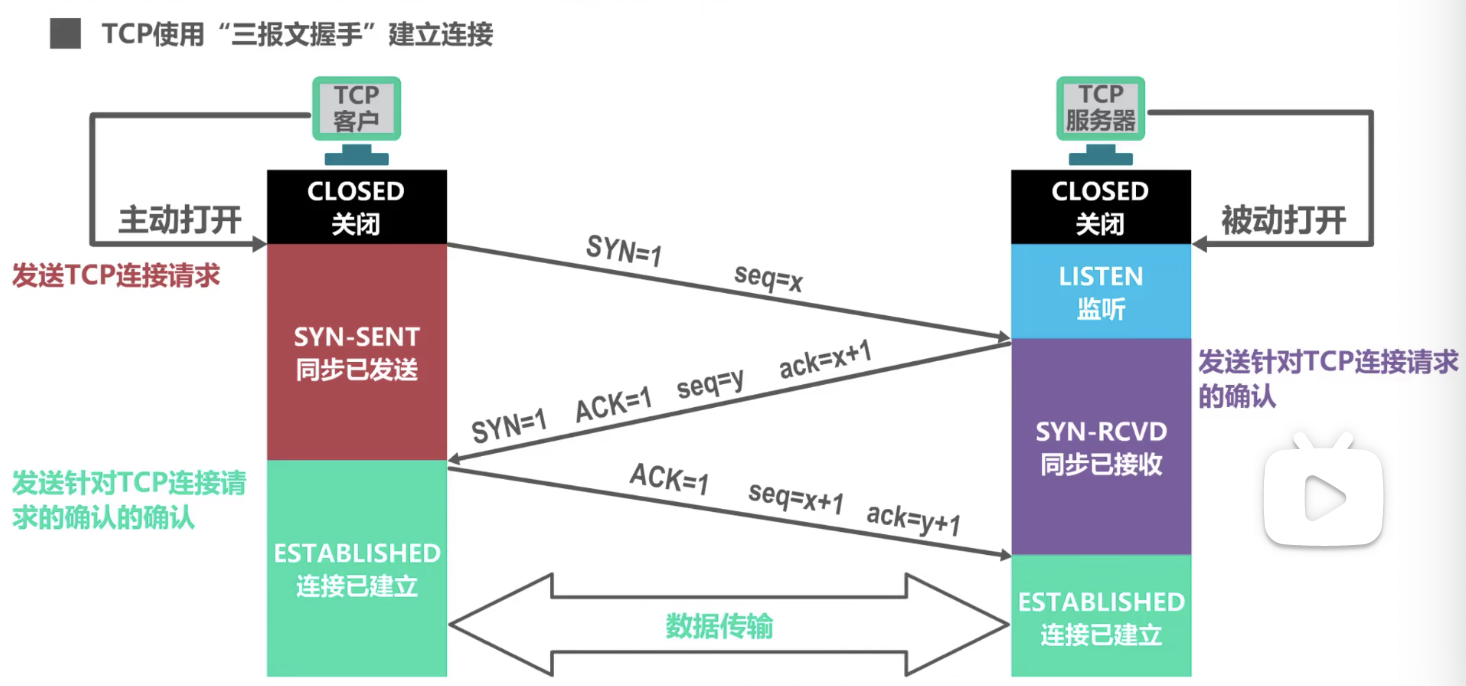 TCP使用“三报文握手”建立连接
TCP
客户
TCP
服务器
CLOSED
关闭
CLOSED
关闭
主动打开
被动打开
发送TCP连接请求
SYN=1 seq=x
LISTEN
监听
SYN-SENT
同步已发送
SYN=1 ACK=1 seq=y ack=x+1
发送针对TCP连接请求
的确认
SYN-RCVD
同步已接收
发送针对TCP连接请
求的确认的确认
ACK=1 seq=x+1 ack=y+1
ESTABLISHED
连接已建立
ESTABLISHED
连接已建立
数据传输